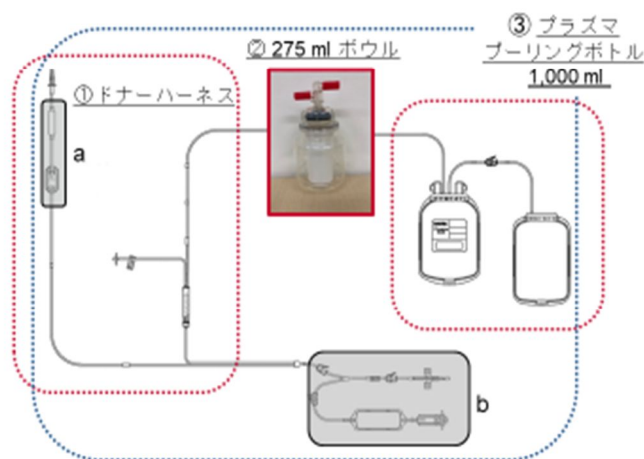 ③ プラズマ
プーリングボトル
1,000 ml
② 275 ml ボウル
①ドナーハーネス
a
b